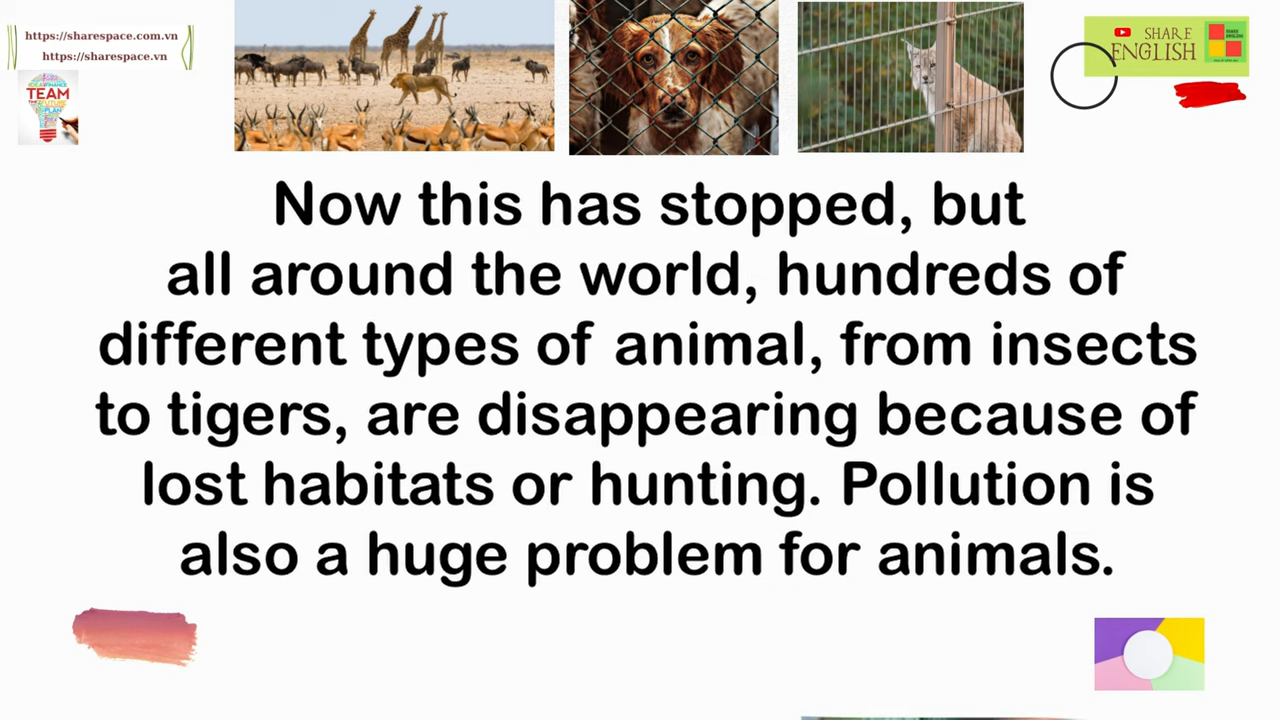 https://sharespace.com.vn
https://sharespace.vn
TEAM
PLAN
SHARE
ENGLISH
Now this has stopped, but
all around the world, hundreds of
different types of animal, from insects
to tigers, are disappearing because of
lost habitats or hunting. Pollution is
also a huge problem for animals.